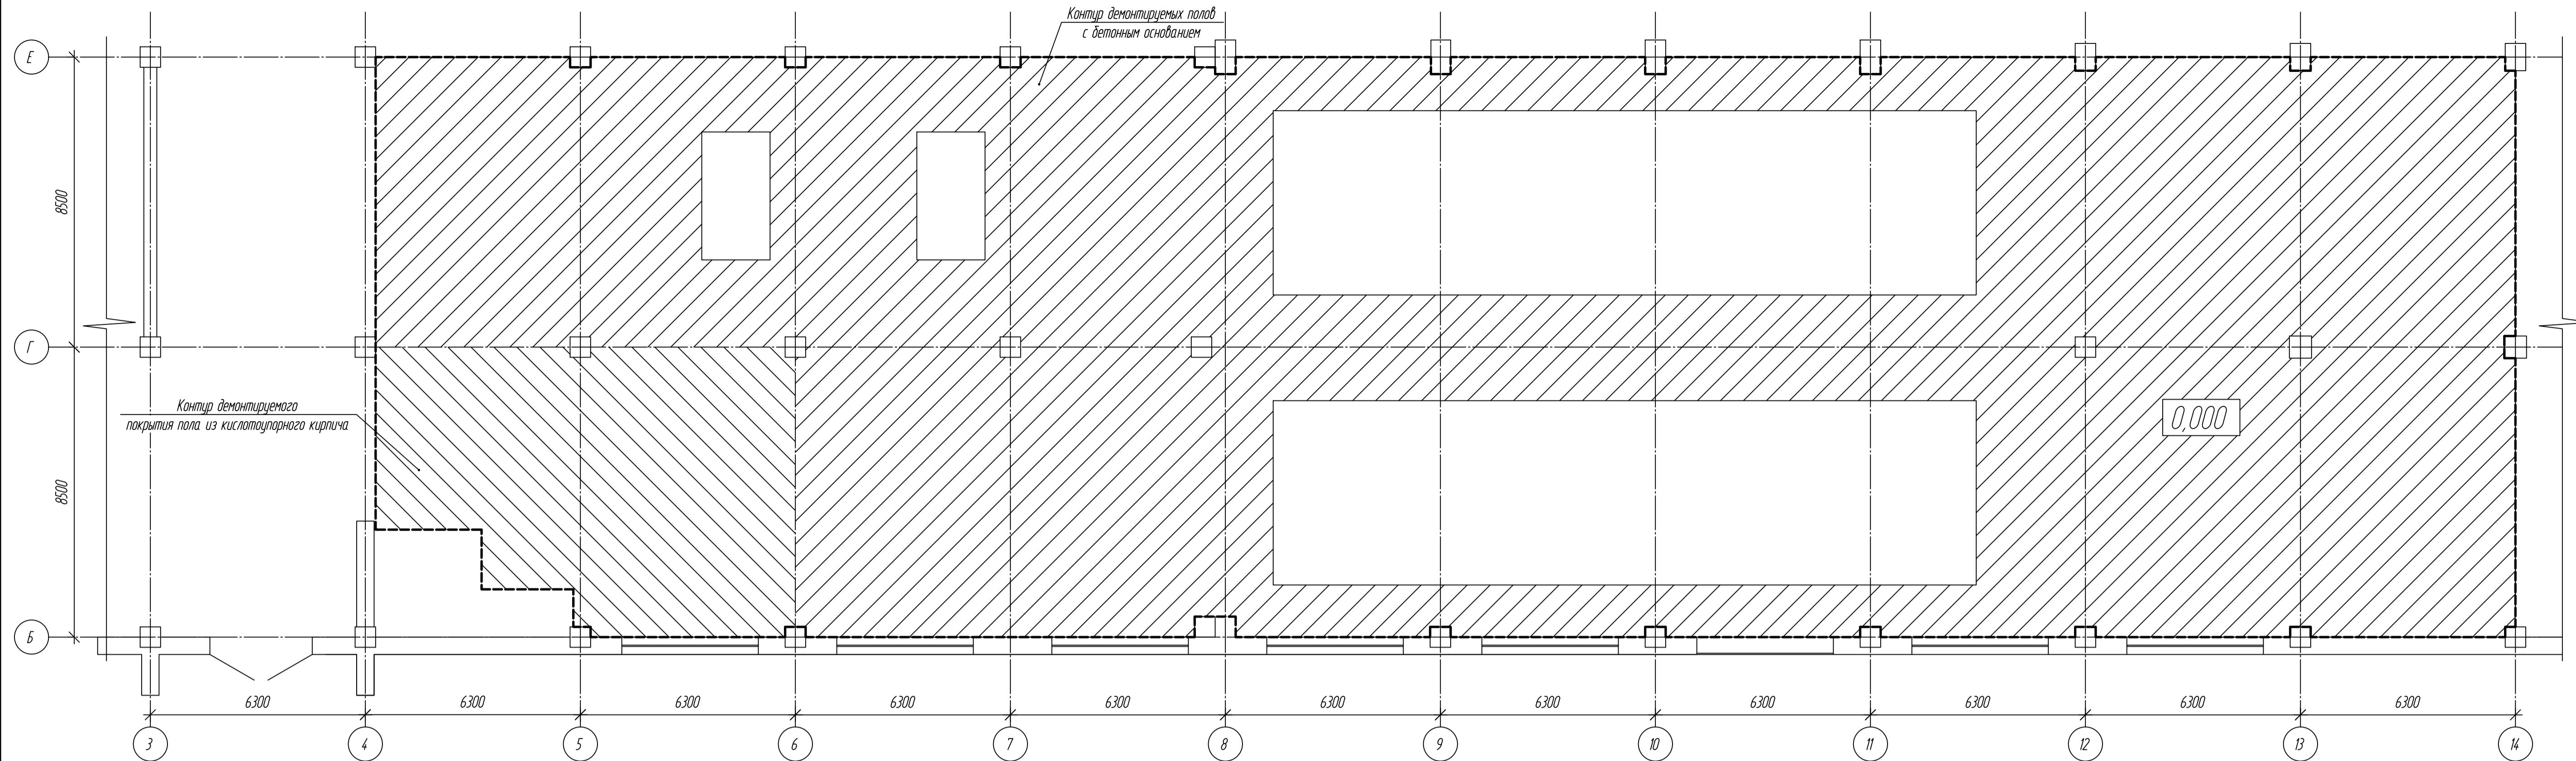 Контур демонтируемых полов
с бетонным основанием
Е
8500
Г
Контур демонтируемого
покрытия пола из кислотоупорного кирпича
0,000
8500
Б
6300 6300 6300 6300 6300 6300 6300 6300 6300 6300 6300
3 4 5 6 7 8 9 10 11 12 13 14